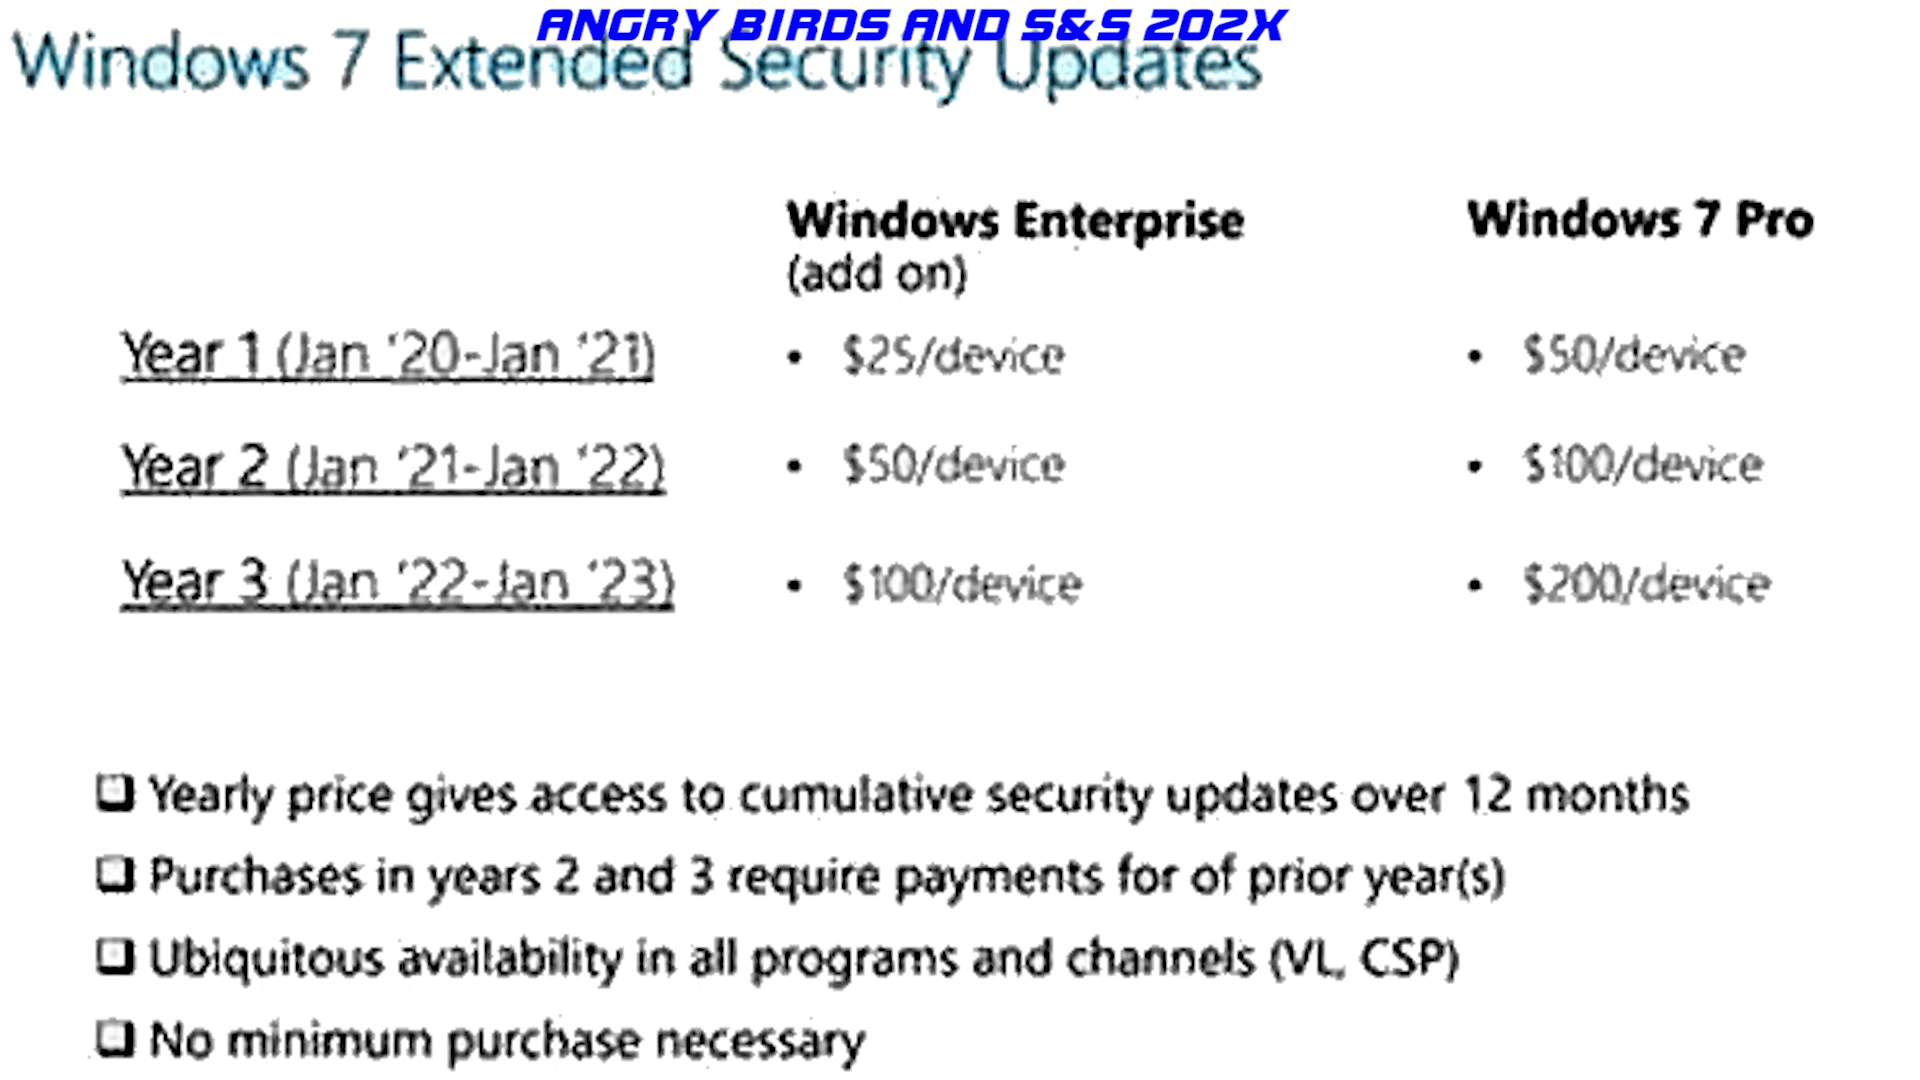 ANGRY BIRDS AND S&S 202X
Windows 7 Extended Security Updates
Windows Enterprise
(add on)
Windows 7 Pro
Year 1 (Jan '20-Jan '21)
• $25/device
• $50/device
Year 2 (Jan '21-Jan '22)
• $50/device
• $100/device
Year 3 (Jan '22-Jan '23)
• $100/device
• $200/device
❑ Yearly price gives access to cumulative security updates over 12 months
❑ Purchases in years 2 and 3 require payments for of prior year(s)
❑ Ubiquitous availability in all programs and channels (VL, CSP)
❑ No minimum purchase necessary